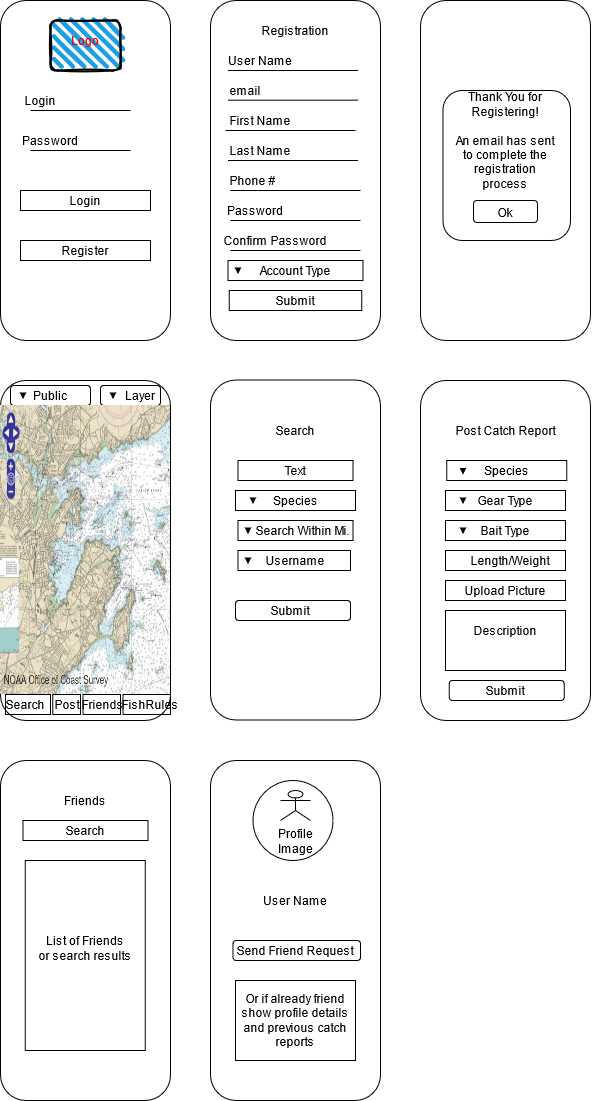 Logo
Login
Password
Login
Register
Registration
User Name
email
First Name
Last Name
Phone #
Password
Confirm Password
Account Type
Submit
Thank You for
Registering!
An email has sent
to complete the
registration
process
Ok
Public
Layer
NOAA Office of Coast Survey
Search
Post
Friends
FishRules
Search
Text
Species
Search Within Mi.
Username
Submit
Post Catch Report
Species
Gear Type
Bait Type
Length/Weight
Upload Picture
Description
Submit
Friends
Search
List of Friends
or search results
Profile
Image
User Name
Send Friend Request
Or if already friend
show profile details
and previous catch
reports